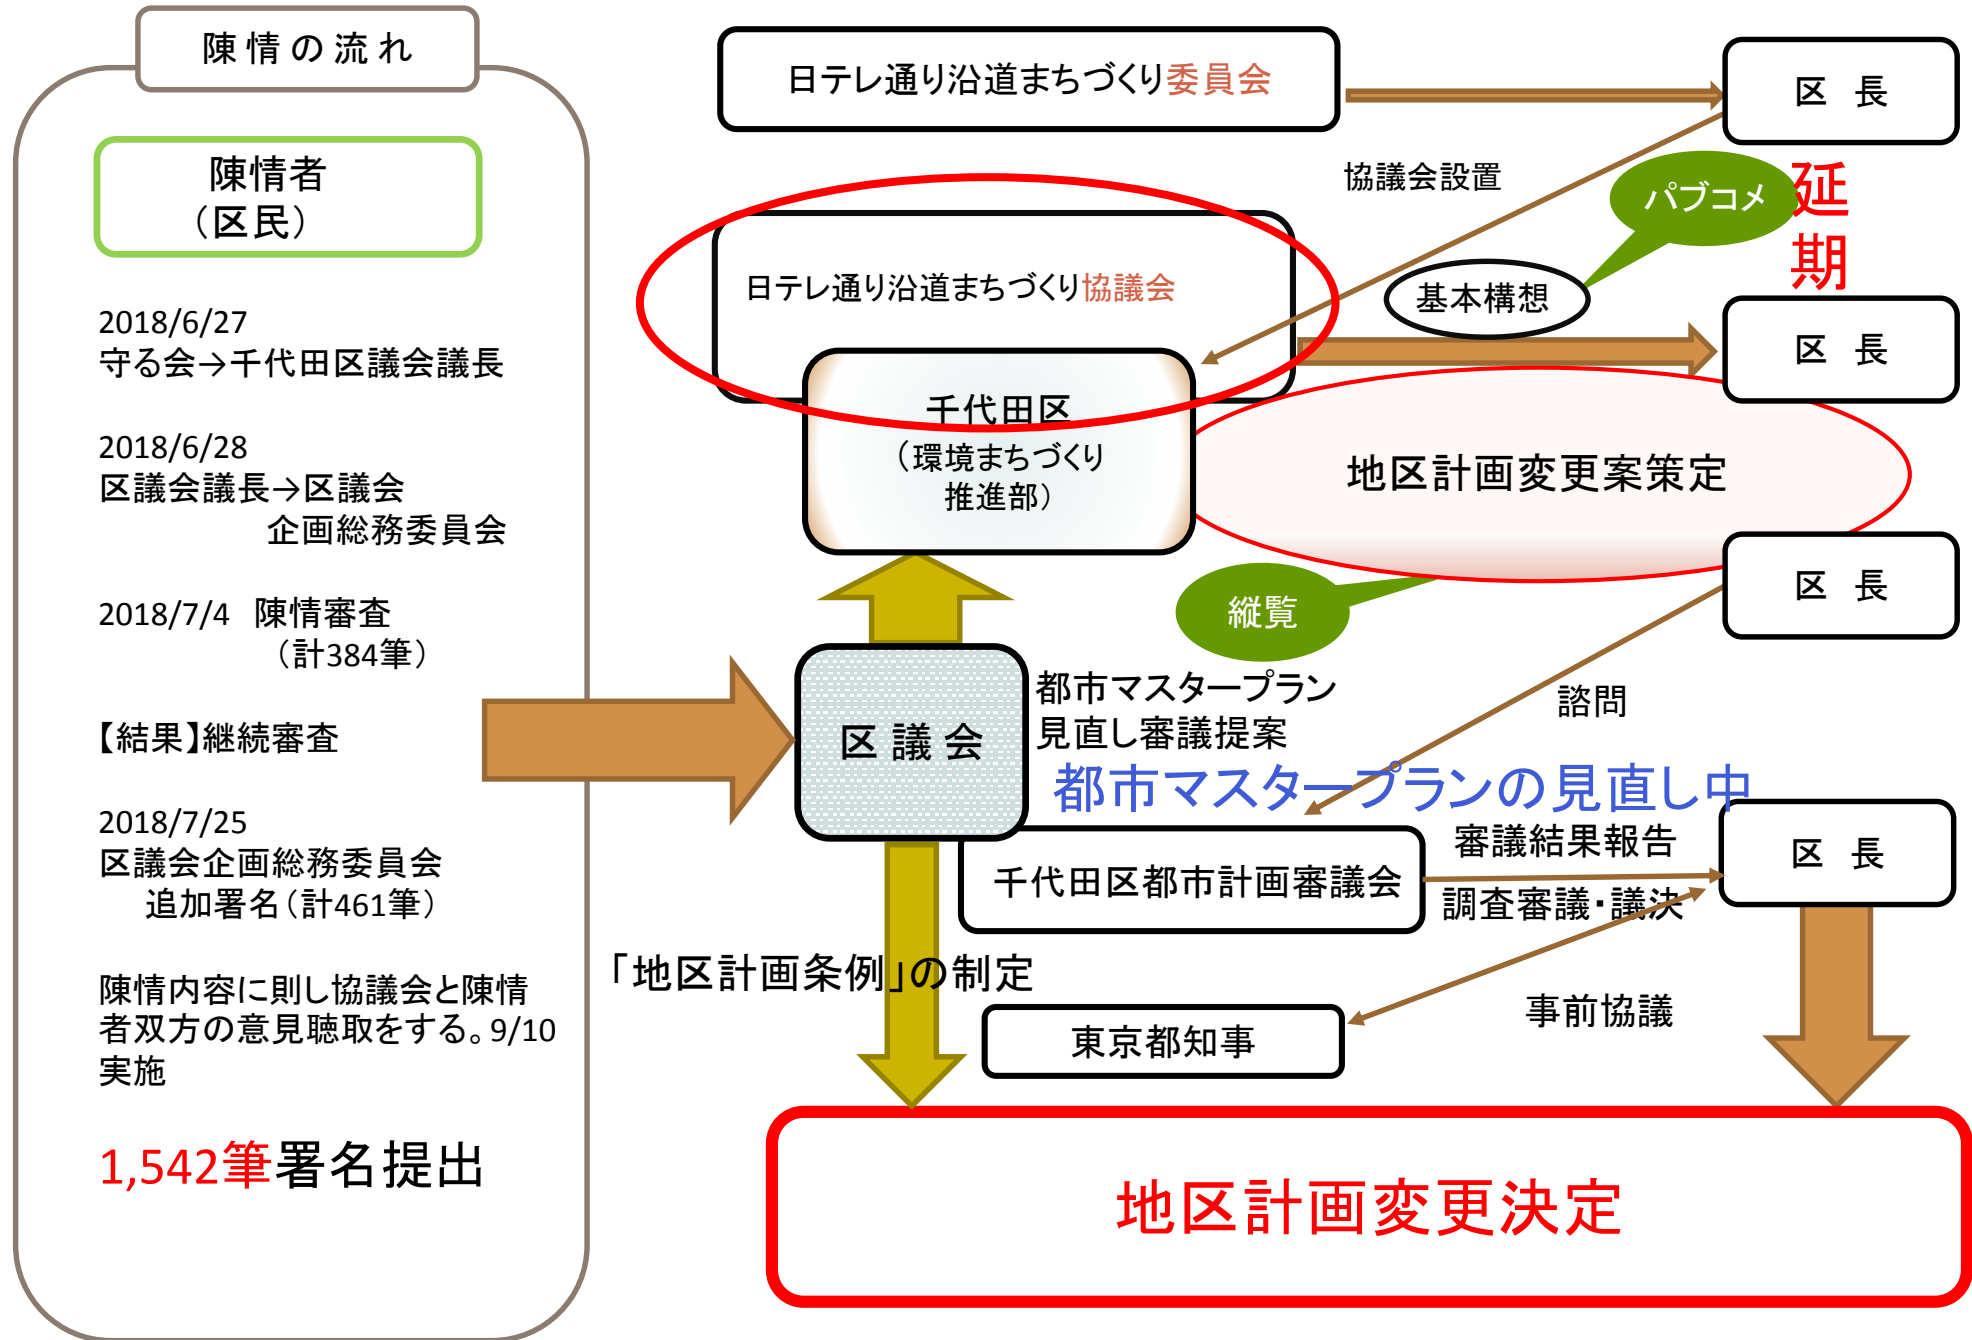 陳情の流れ
陳情者
（区民）
2018/6/27
守る会→千代田区議会議長
2018/6/28
区議会議長→区議会
企画総務委員会
2018/7/4　陳情審査
（計384筆）
【結果】継続審査
2018/7/25
区議会企画総務委員会
追加署名（計461筆）
陳情内容に則し協議会と陳情
者双方の意見聴取をする。9/10
実施
1,542筆署名提出
日テレ通り沿道まちづくり委員会
区　長
協議会設置
パブコメ
延
期
日テレ通り沿道まちづくり協議会
基本構想
区　長
千代田区
（環境まちづくり
推進部）
地区計画変更案策定
区　長
縦覧
諮問
区議会
都市マスタープラン
見直し審議提案
都市マスタープランの見直し中
千代田区都市計画審議会
審議結果報告
調査審議・議決
区　長
「地区計画条例」の制定
東京都知事
事前協議
地区計画変更決定